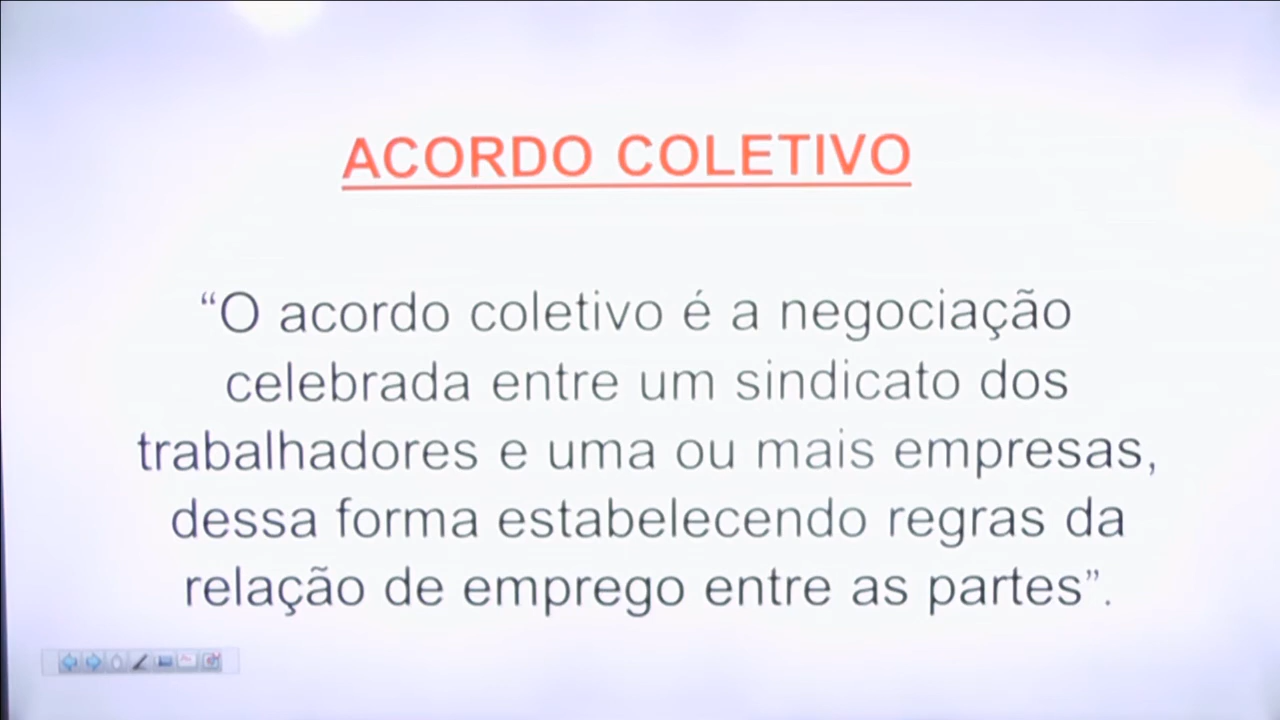 ACORDO COLETIVO
“O acordo coletivo é a negociação
celebrada entre um sindicato dos
trabalhadores e uma ou mais empresas,
dessa forma estabelecendo regras da
relação de emprego entre as partes”.